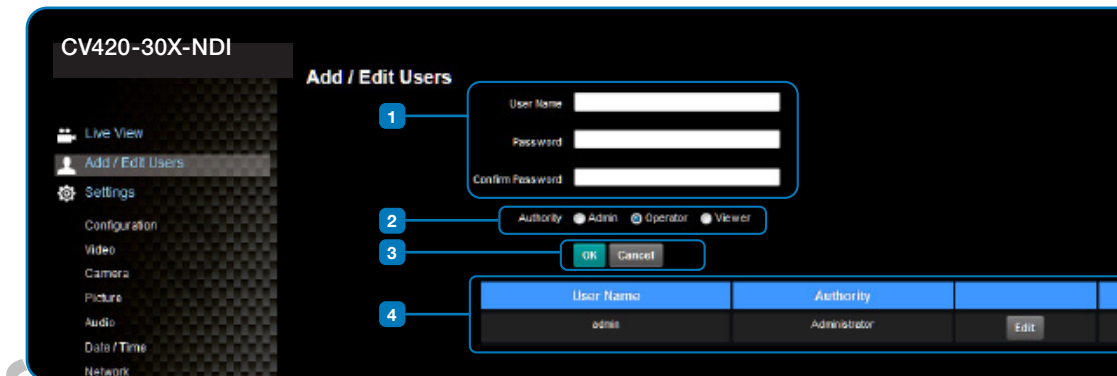 CV420-30X-NDI
Add / Edit Users
1
User Name
Password
Confirm Password
2
Authority Admin Operator Viewer
3
OK Cancel
4
User Name Authority
admin Administrator Edit
Live View
Add / Edit Users
Settings
Configuration
Video
Camera
Picture
Audio
Date / Time
Network